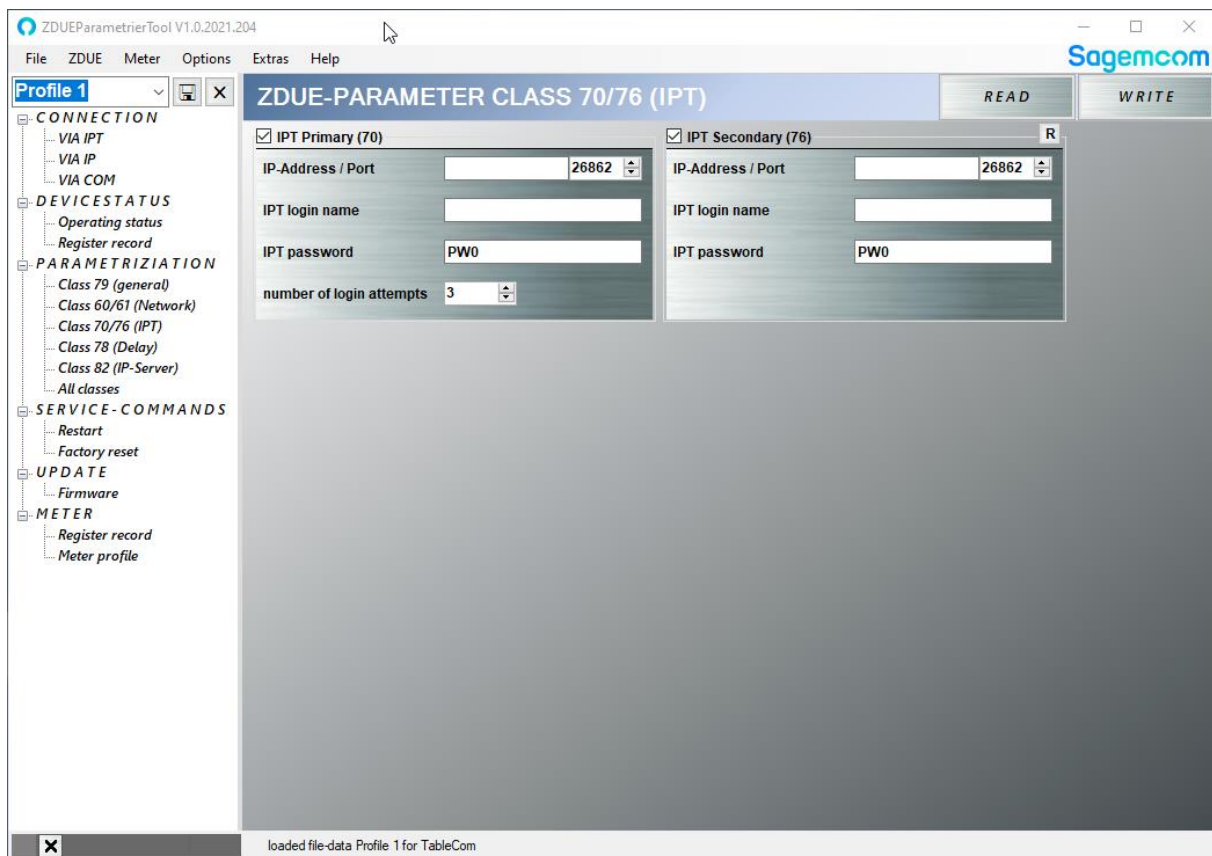 ZDUEParametrierTool V1.0.2021.204
File ZDUE Meter Options Extras Help
Sagemcom
Profile 1
CONNECTION
VIA IPT
VIA IP
VIA COM
DEVICESTATUS
Operating status
Register record
PARAMETRIZIATION
Class 79 (general)
Class 60/61 (Network)
Class 70/76 (IPT)
Class 78 (Delay)
Class 82 (IP-Server)
All classes
SERVICE-COMMANDS
Restart
Factory reset
UPDATE
Firmware
METER
Register record
Meter profile
ZDUE-PARAMETER CLASS 70/76 (IPT)
READ
WRITE
IPT Primary (70)
IP-Address / Port 26862
IPT login name
IPT password PW0
number of login attempts 3
IPT Secondary (76) R
IP-Address / Port 26862
IPT login name
IPT password PW0
loaded file-data Profile 1 for TableCom